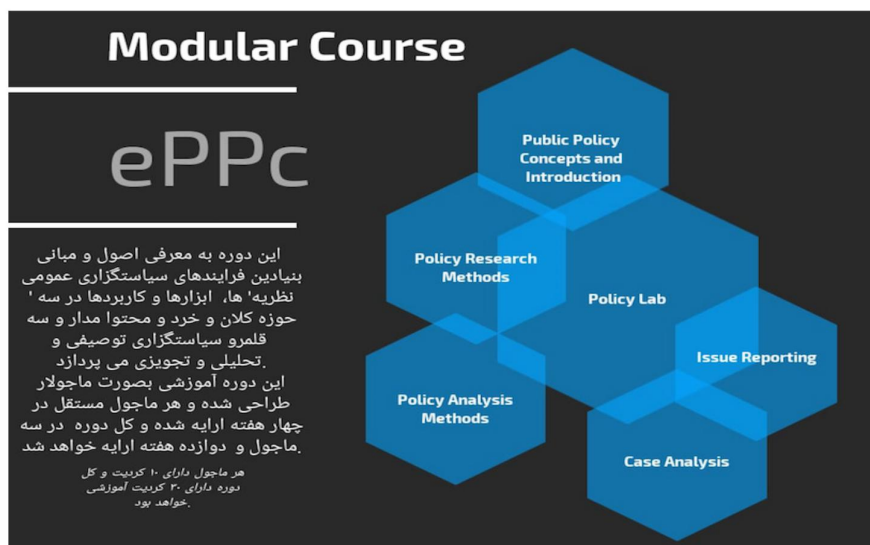 Modular Course
ePPc
این دوره به معرفی اصول و مبانی
بنیادین فرایندهای سیاستگزاری عمومی
نظریه' ها، ابزارها و کاربردها در سه '
حوزه کلان و خرد و محتوا مدار و سه
قلمرو سیاستگزاری توصیفی و
.تحلیلی و تجویزی می پردازد
این دوره آموزشی بصورت ماجولار
طراحی شده و هر ماجول مستقل در
چهار هفته ارایه شده و کل دوره در سه
.ماجول و دوازده هفته ارایه خواهد شد
هر ماجول دارای ۱۰ کردیت و کل
دوره دارای ۳۰ کردیت آموزشی
.خواهد بود
Public Policy
Concepts and
Introduction
Policy Research
Methods
Policy Lab
Issue Reporting
Policy Analysis
Methods
Case Analysis